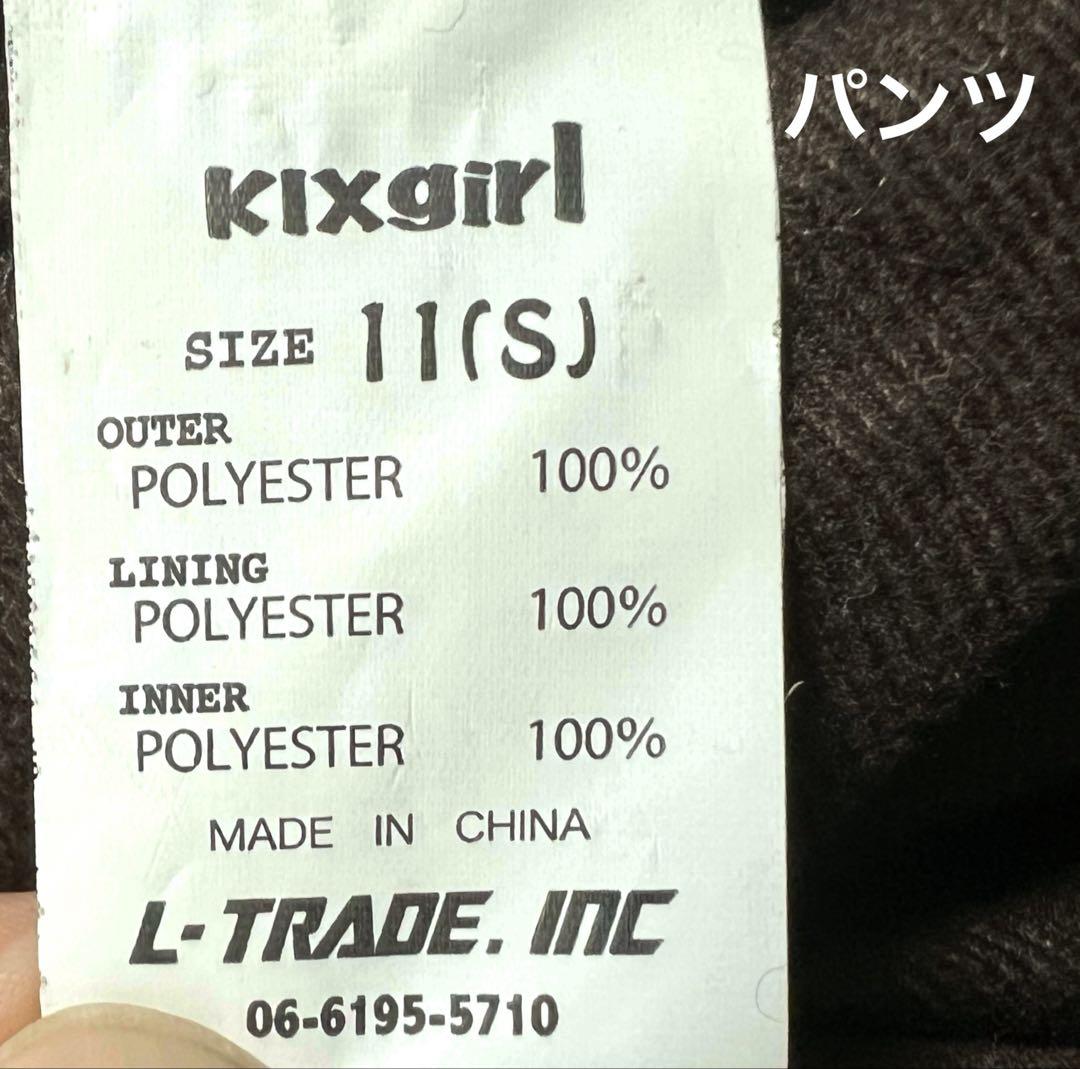 パンツ
kixgirl
SIZE 11(S)
OUTER
POLYESTER 100%
LINING
POLYESTER 100%
INNER
POLYESTER 100%
MADE IN CHINA
L-TRADE. INC
06-6195-5710